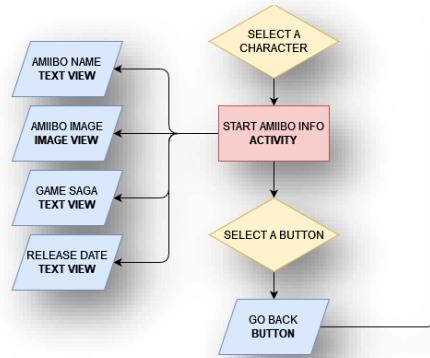 SELECT A
CHARACTER
AMIIBO NAME
TEXT VIEW
AMIIBO IMAGE
IMAGE VIEW
START AMIIBO INFO
ACTIVITY
GAME SAGA
TEXT VIEW
SELECT A BUTTON
RELEASE DATE
TEXT VIEW
GO BACK
BUTTON